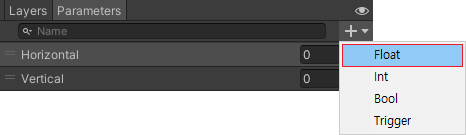 Layers Parameters
Name
Horizontal 0
Vertical 0
Float
Int
Bool
Trigger